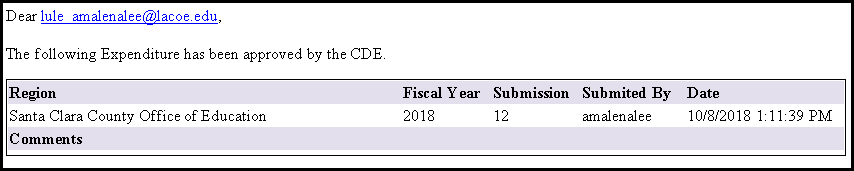 Dear lule_amalenalee@lacoe.edu,
The following Expenditure has been approved by the CDE.
Region Fiscal Year Submission Submited By Date
Santa Clara County Office of Education 2018 12 amalenalee 10/8/2018 1:11:39 PM
Comments